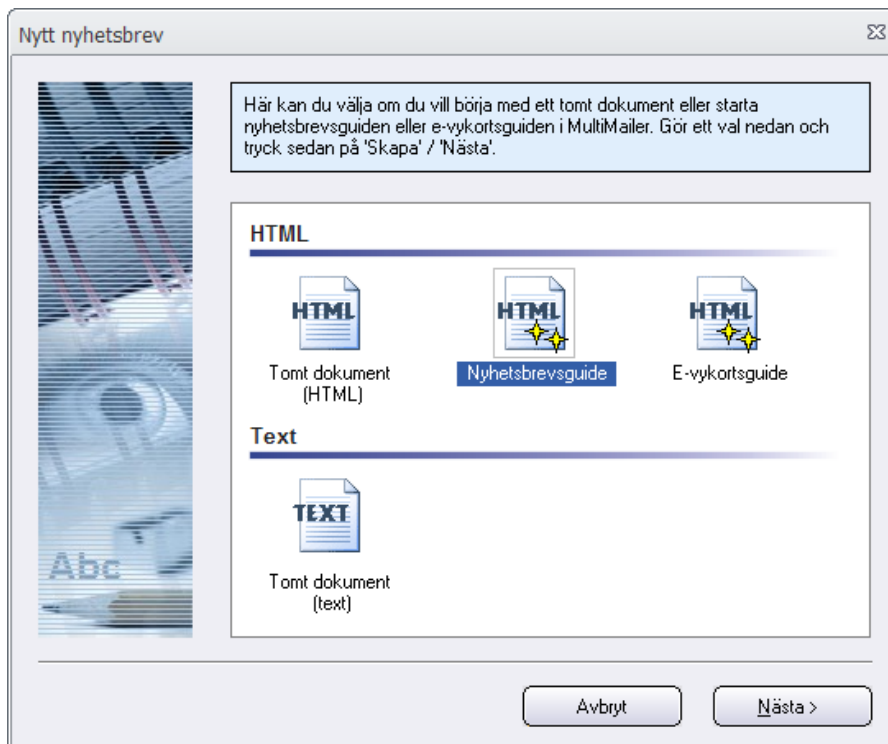 Nytt nyhetsbrev
Här kan du välja om du vill börja med ett tomt dokument eller starta
nyhetsbrevsguiden eller e-vykortsguiden i MultiMailer. Gör ett val nedan och
tryck sedan på 'Skapa' / 'Nästa'.
HTML
HTML HTML HTML
Tomt dokument Nyhetsbrevsguide E-vykortsguide
(HTML)
Text
TEXT
Tomt dokument
(text)
Abc
Avbryt Nästa >